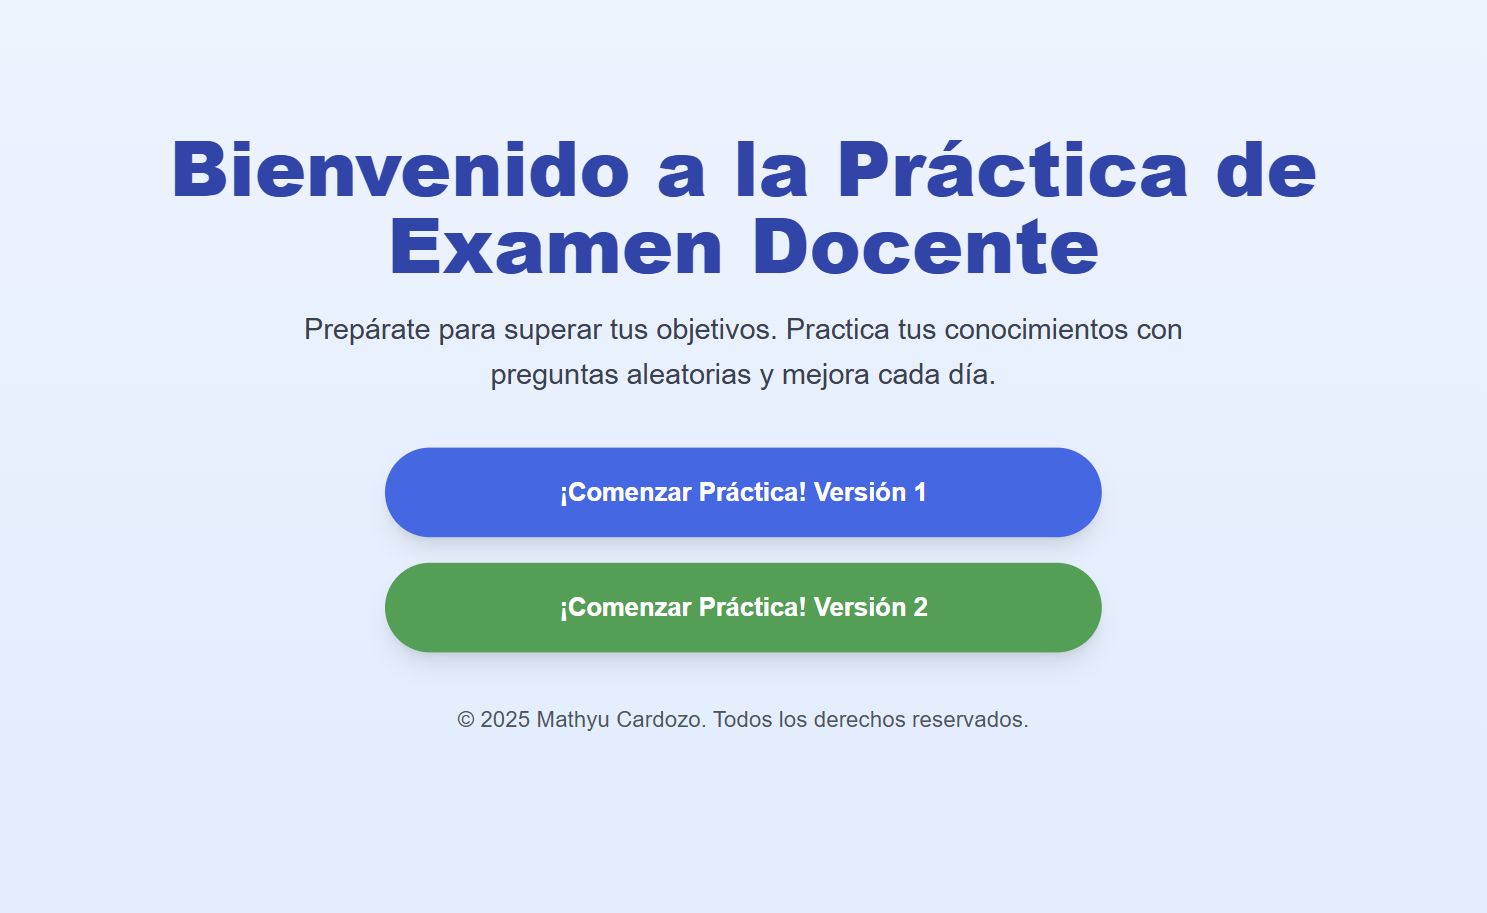 Bienvenido a la Práctica de
Examen Docente
Prepárate para superar tus objetivos. Practica tus conocimientos con
preguntas aleatorias y mejora cada día.
¡Comenzar Práctica! Versión 1
¡Comenzar Práctica! Versión 2
© 2025 Mathyu Cardozo. Todos los derechos reservados.